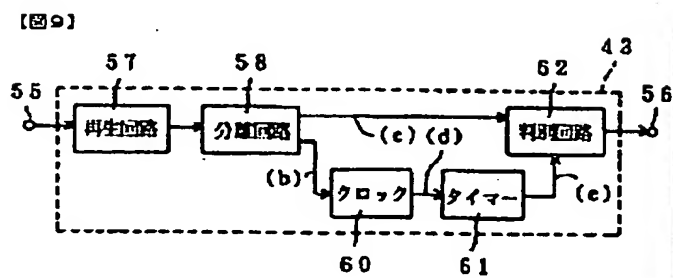 【図9】
43
57 58 62
55 56
再生回路 分離回路 判別回路
(c) (d)
(b) (e)
クロック タイマー
60 61